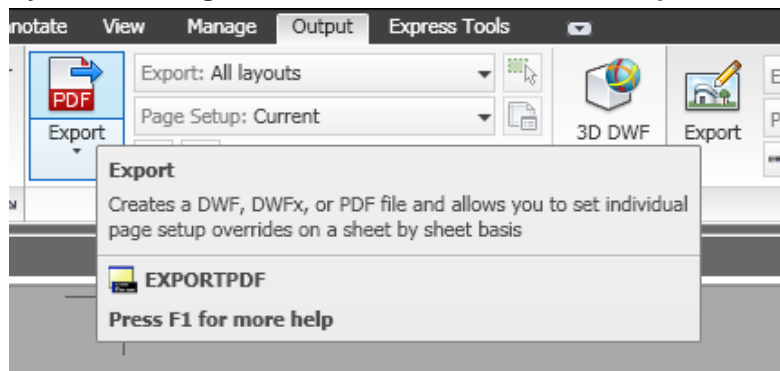 notate View Manage Output Express Tools
PDF
Export
Export: All layouts
Page Setup: Current
3D DWF
Export
E
P
Export
Creates a DWF, DWFx, or PDF file and allows you to set individual
page setup overrides on a sheet by sheet basis
EXPORTPDF
Press F1 for more help